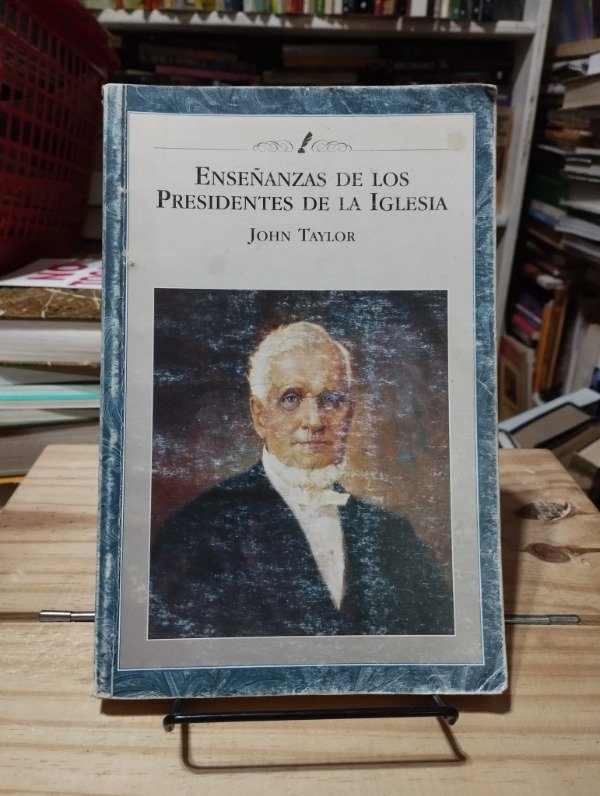 ENSEÑANZAS DE LOS
PRESIDENTES DE LA IGLESIA
JOHN TAYLOR